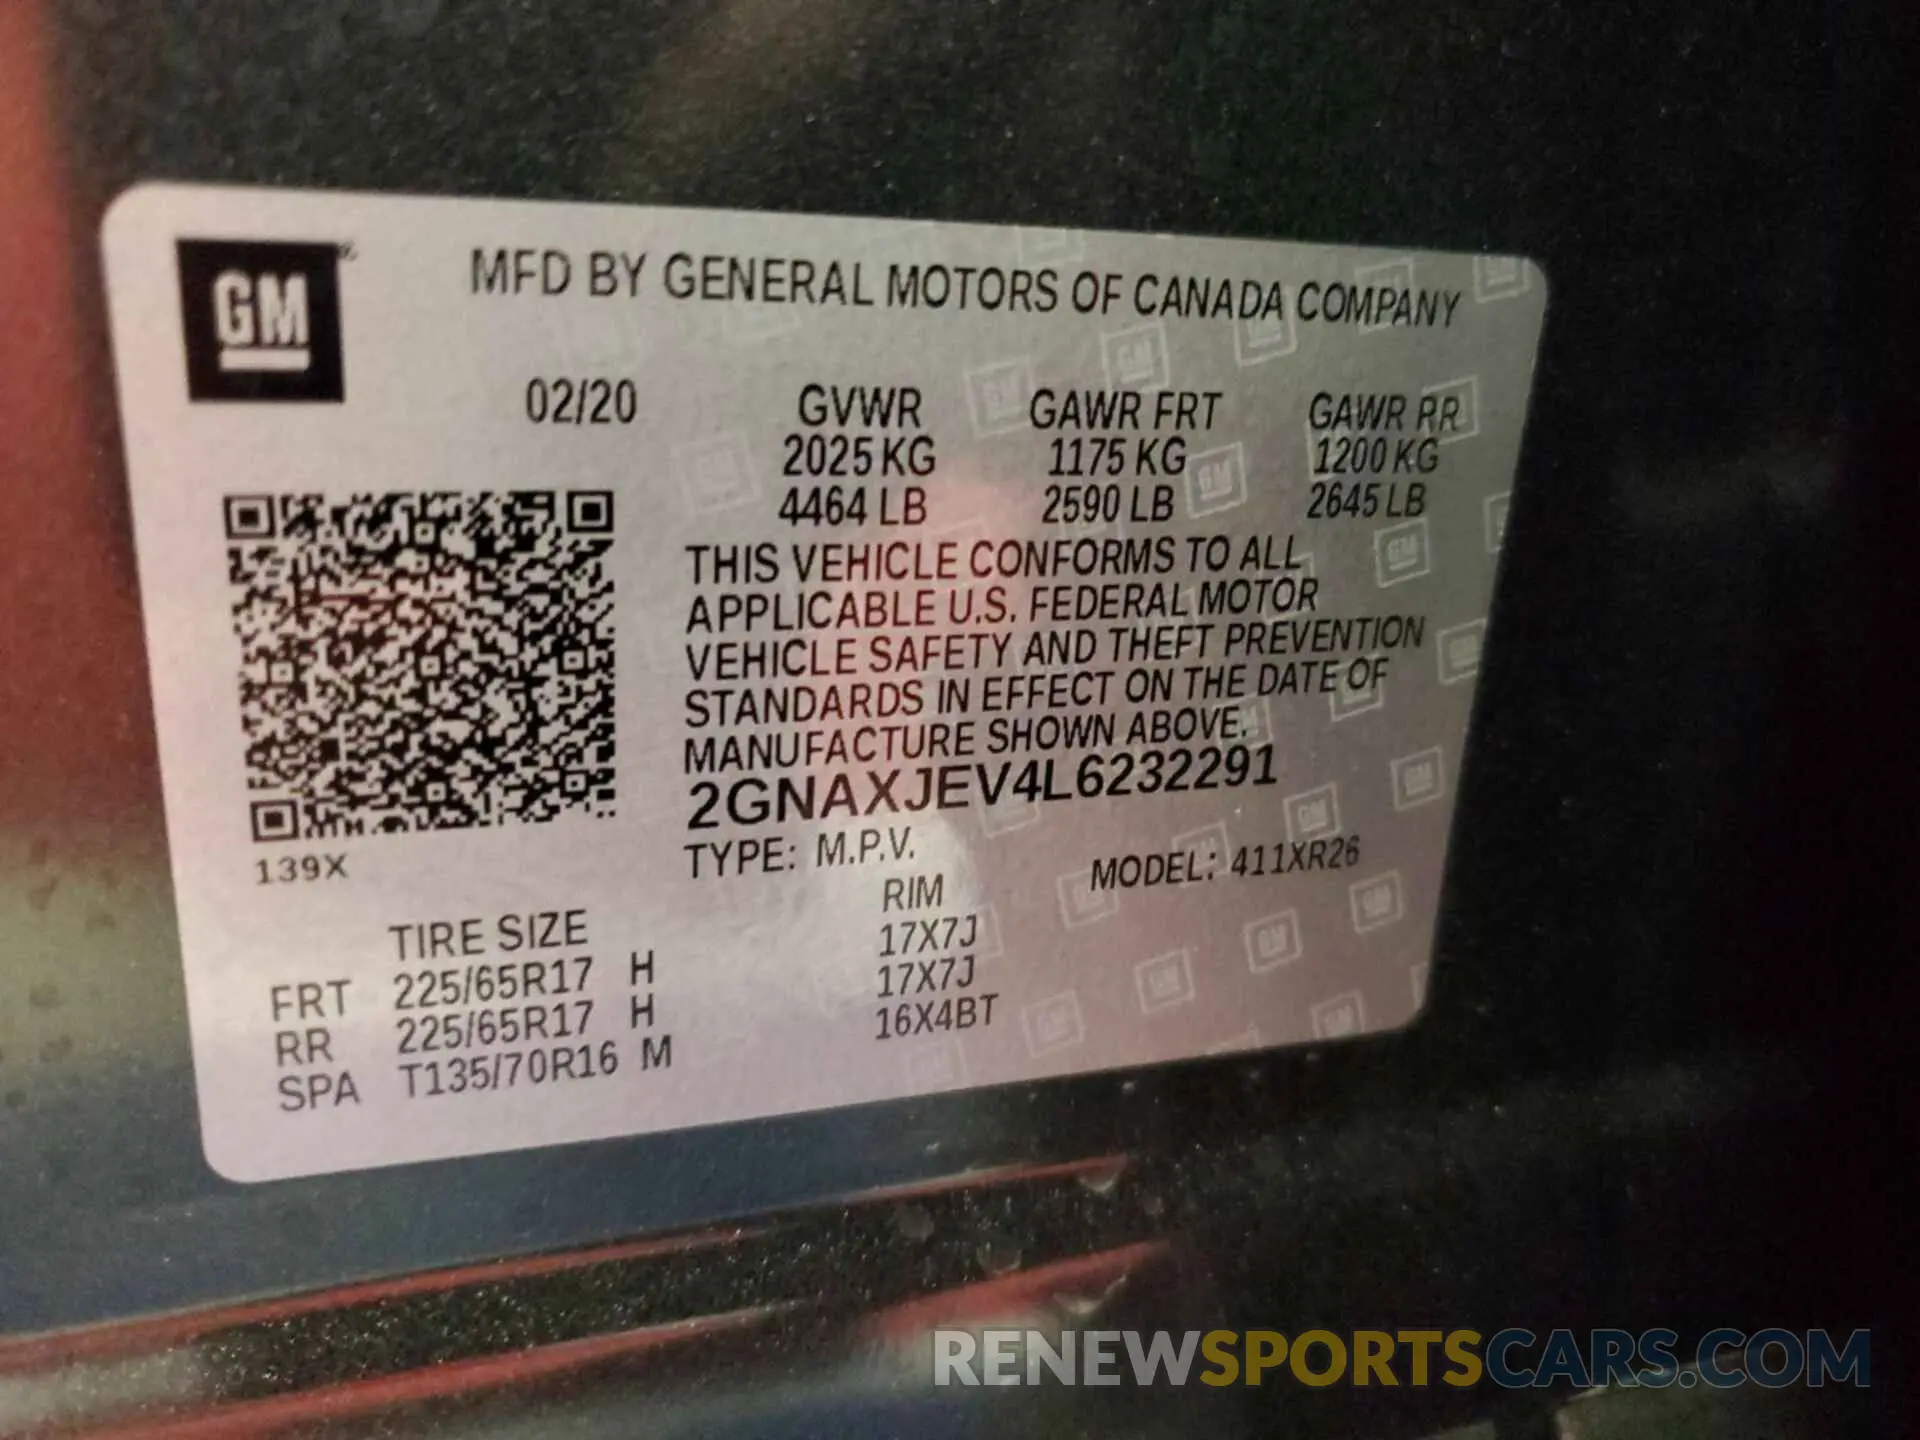 GM
MFD BY GENERAL MOTORS OF CANADA COMPANY
02/20 GVWR GAWR FRT GAWR RR
2025 KG 1175 KG 1200 KG
4464 LB 2590 LB 2645 LB
THIS VEHICLE CONFORMS TO ALL
APPLICABLE U.S. FEDERAL MOTOR
VEHICLE SAFETY AND THEFT PREVENTION
STANDARDS IN EFFECT ON THE DATE OF
MANUFACTURE SHOWN ABOVE.
2GNAXJEV4L6232291
139X TYPE: M.P.V. MODEL: 411XR26
TIRE SIZE RIM
FRT 225/65R17 H 17X7J
RR 225/65R17 H 17X7J
SPA T135/70R16 M 16X4BT
RENEWSPORTSCARS.COM